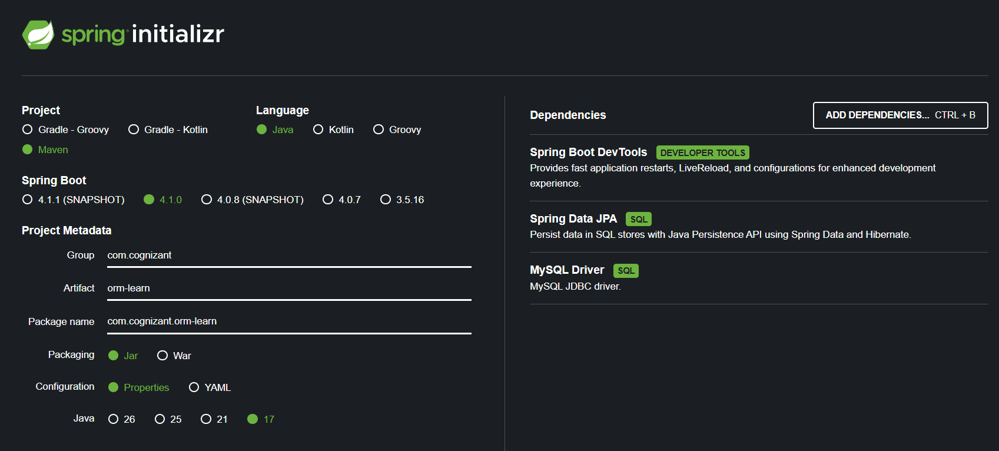 spring initializr
Project
Gradle - Groovy
Gradle - Kotlin
Maven
Language
Java
Kotlin
Groovy
Spring Boot
4.1.1 (SNAPSHOT)
4.1.0
4.0.8 (SNAPSHOT)
4.0.7
3.5.16
Project Metadata
Group com.cognizant
Artifact orm-learn
Package name com.cognizant.orm-learn
Packaging Jar War
Configuration Properties YAML
Java 26 25 21 17
Dependencies
ADD DEPENDENCIES... CTRL + B
Spring Boot DevTools DEVELOPER TOOLS
Provides fast application restarts, LiveReload, and configurations for enhanced development
experience.
Spring Data JPA SQL
Persist data in SQL stores with Java Persistence API using Spring Data and Hibernate.
MySQL Driver SQL
MySQL JDBC driver.